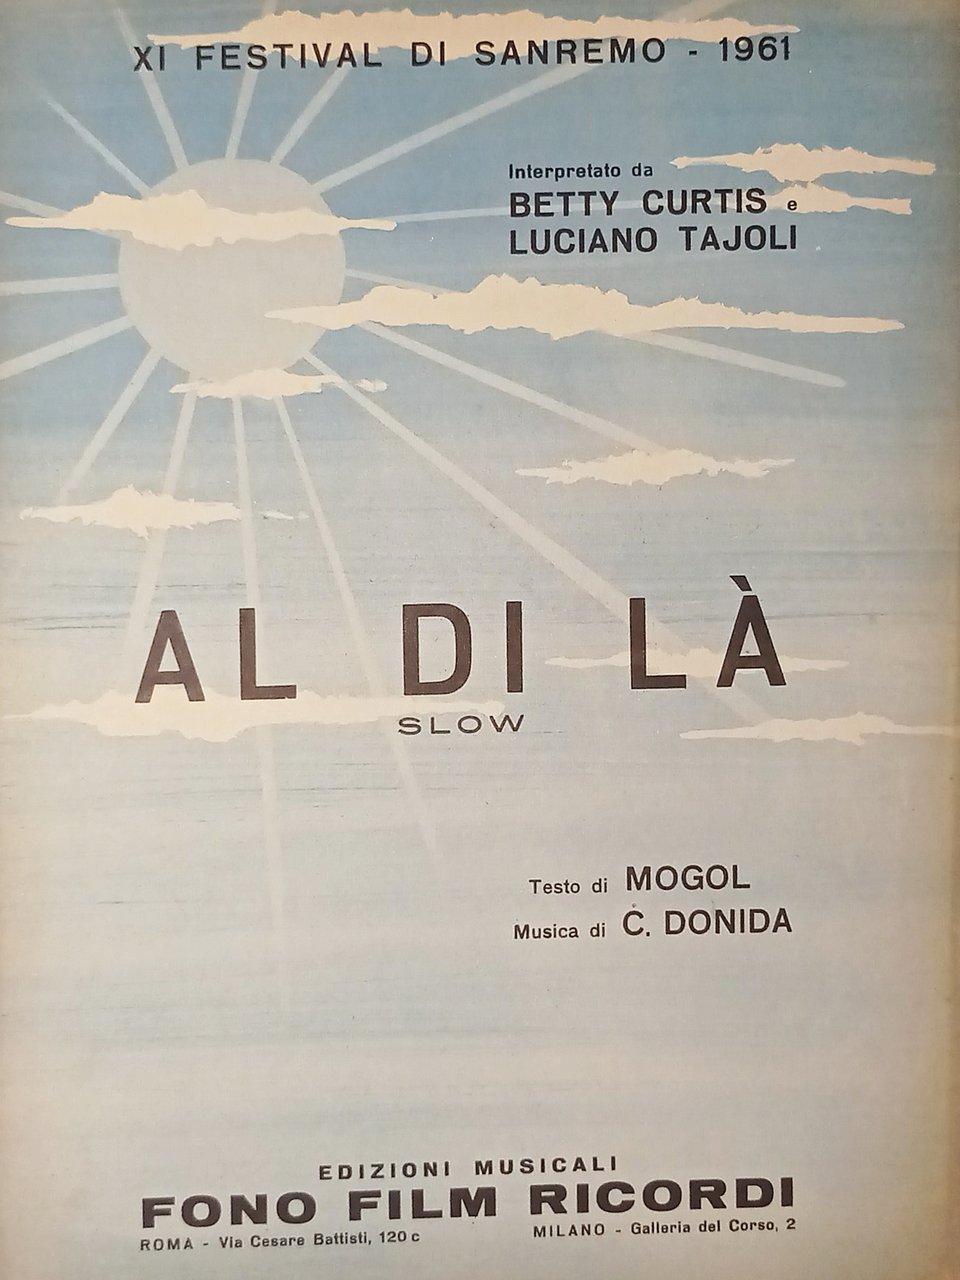 XI FESTIVAL DI SANREMO - 1961
Interpretato da
BETTY CURTIS e
LUCIANO TAJOLI
AL DI LÀ
SLOW
Testo di MOGOL
Musica di C. DONIDA
EDIZIONI MUSICALI
FONO FILM RICORDI
ROMA - Via Cesare Battisti, 120 c MILANO - Galleria del Corso, 2